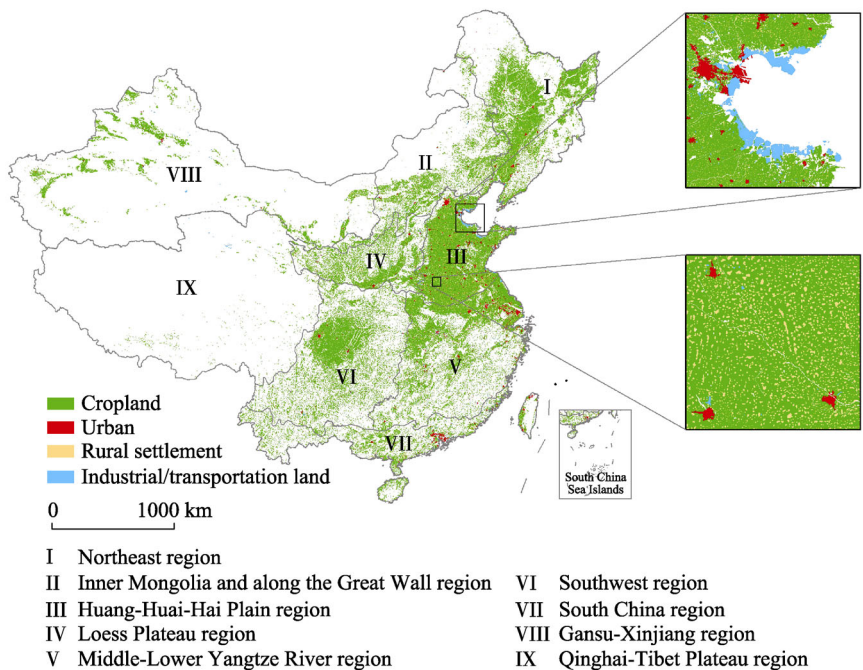 I
II
VIII
III
IV
IX
V
VI
VII
Cropland
Urban
Rural settlement
Industrial/transportation land
South China
Sea Islands
0 1000 km
I Northeast region
II Inner Mongolia and along the Great Wall region
III Huang-Huai-Hai Plain region
IV Loess Plateau region
V Middle-Lower Yangtze River region
VI Southwest region
VII South China region
VIII Gansu-Xinjiang region
IX Qinghai-Tibet Plateau region